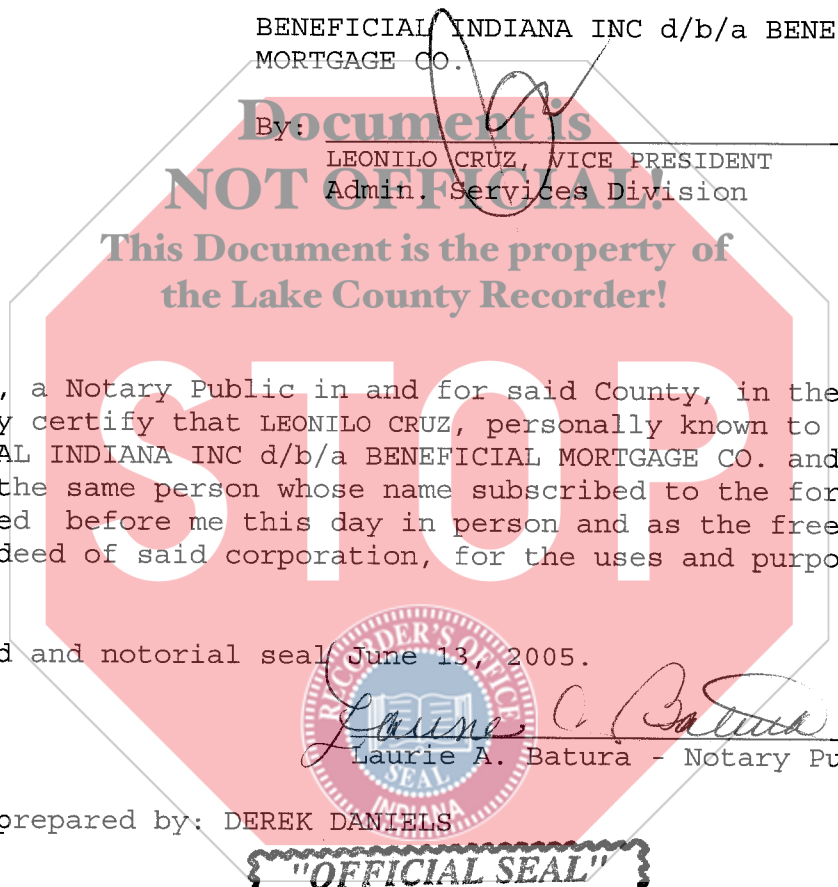 BENEFICIAL INDIANA INC d/b/a BENE
MORTGAGE CO.
Document is
By:
LEONILO CRUZ, VICE PRESIDENT
NOT OFFICIAL!
Admin. Services Division
This Document is the property of
the Lake County Recorder!
STOP
, a Notary Public in and for said County, in the
y certify that LEONILO CRUZ, personally known to
AL INDIANA INC d/b/a BENEFICIAL MORTGAGE CO. and
the same person whose name subscribed to the for
ed before me this day in person and as the free
deed of said corporation, for the uses and purpo
d and notorial seal June 13, 2005.
RECORDER'S OFFICE
SEAL
INDIANA
Laurie A. Batura
Laurie A. Batura - Notary Pu
prepared by: DEREK DANIELS
"OFFICIAL SEAL"